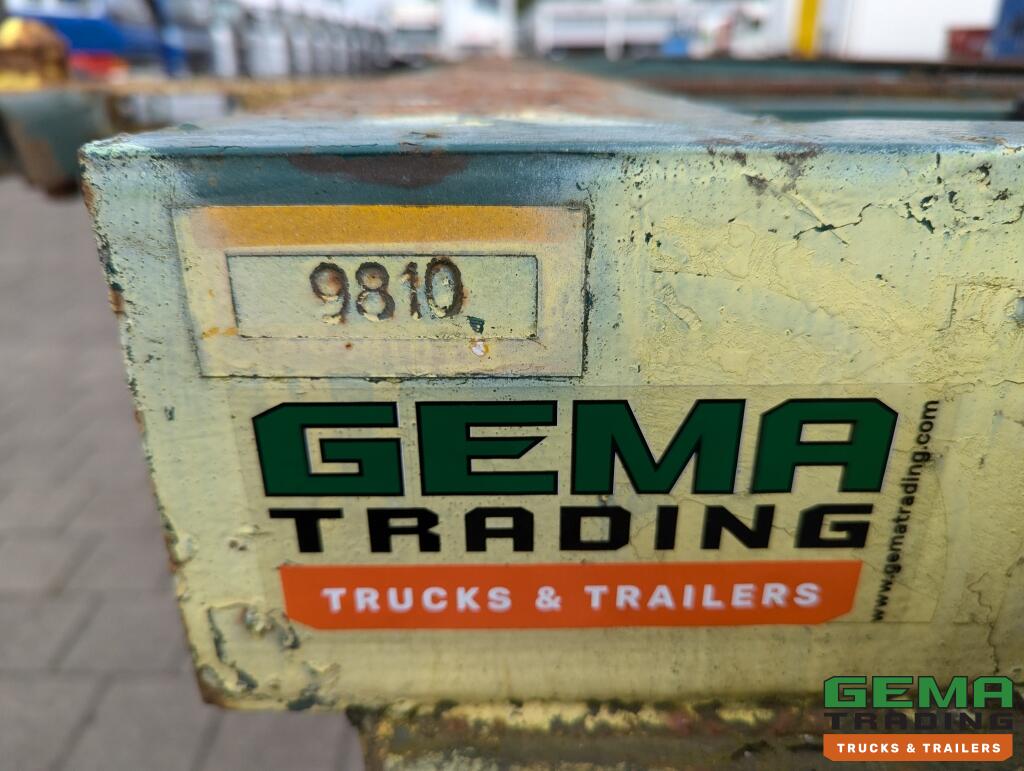 9810
GEMA
TRADING
TRUCKS & TRAILERS
www.gematrading.com
GEMA
TRADING
TRUCKS & TRAILERS